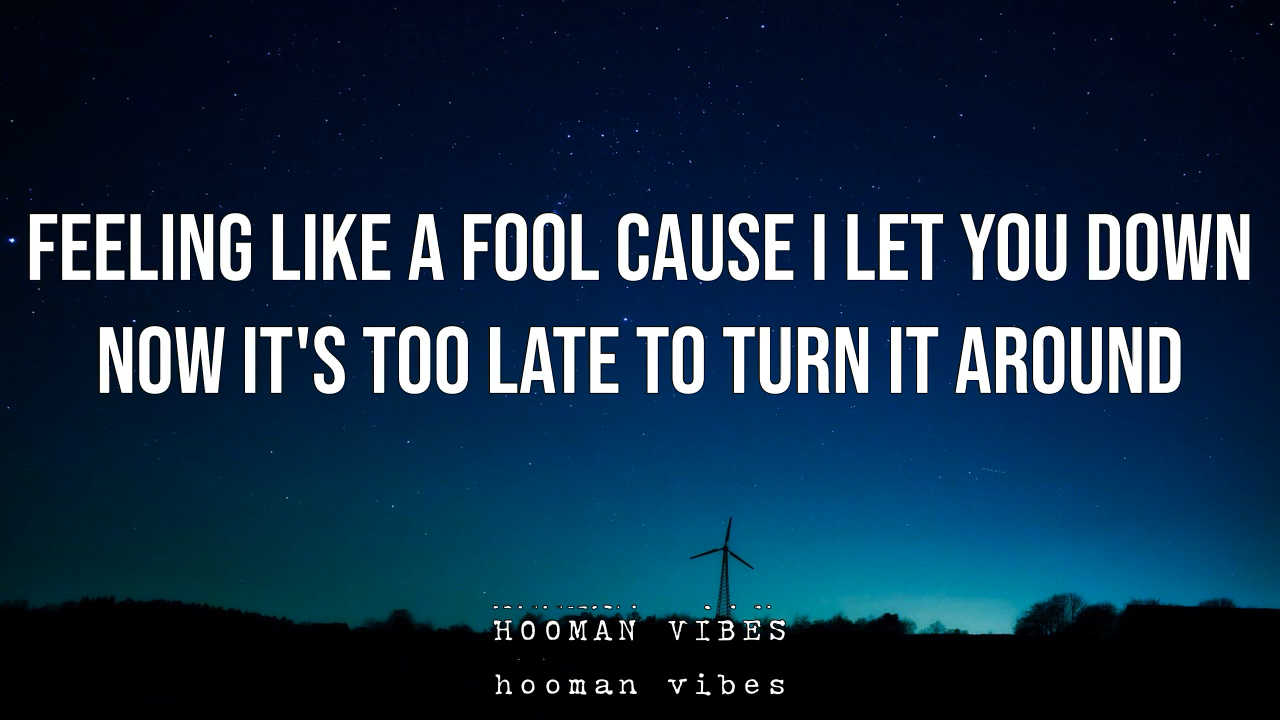 FEELING LIKE A FOOL CAUSE I LET YOU DOWN
NOW IT'S TOO LATE TO TURN IT AROUND
HOOMAN VIBES
hooman vibes